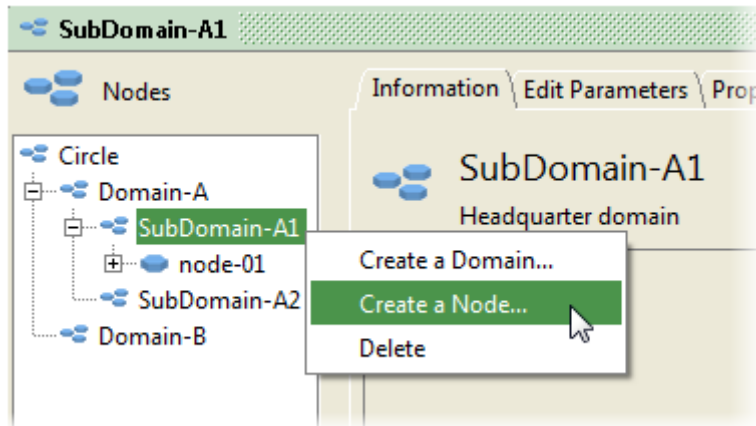 SubDomain-A1
Nodes
Information Edit Parameters
Circle
Domain-A
SubDomain-A1
node-01
SubDomain-A2
Domain-B
SubDomain-A1
Headquarter domain
Create a Domain...
Create a Node...
Delete